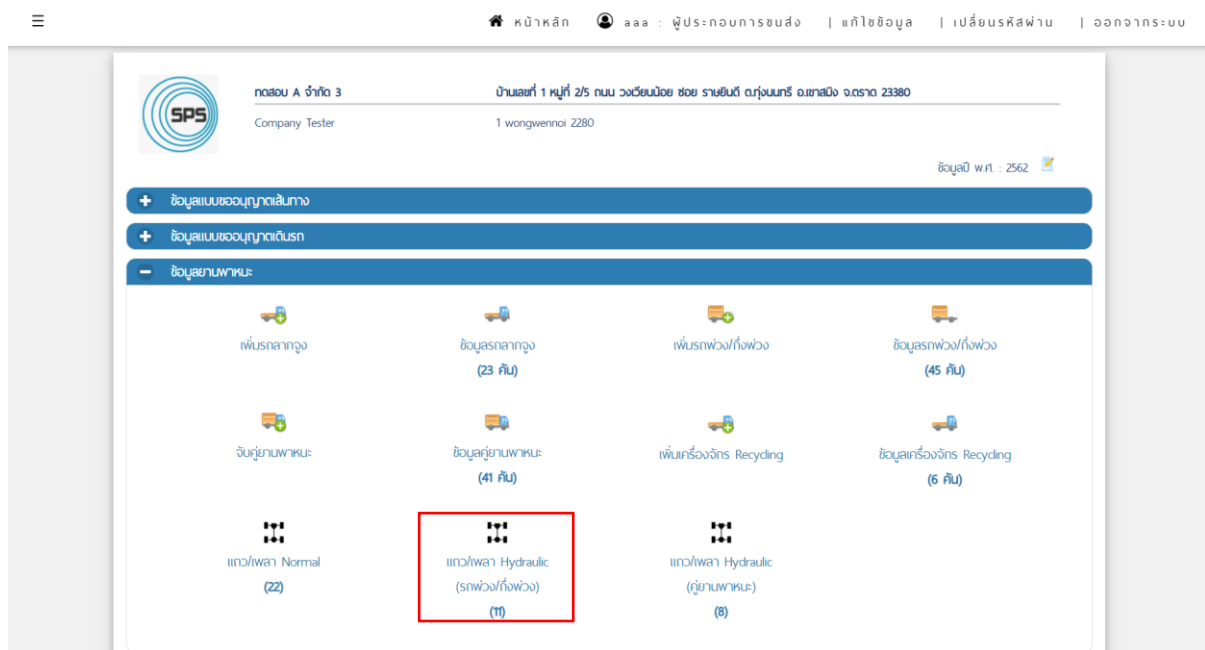 ☰ หน้าหลัก aaa : ผู้ประกอบการขนส่ง | แก้ไขข้อมูล | เปลี่ยนรหัสผ่าน | ออกจากระบบ
SPS
ทดสอบ A จำกัด 3 บ้านเลขที่ 1 หมู่ที่ 2/5 ถนน วงเวียนน้อย ซอย ราษยินดี ต.ทุ่งนนทรี อ.เขาสมิง จ.ตราด 23380
Company Tester 1 wongwennoi 2280
ข้อมูลปี พ.ศ. : 2562
ข้อมูลแบบขออนุญาตเส้นทาง
ข้อมูลแบบขออนุญาตเดินรถ
ข้อมูลยานพาหนะ
เพิ่มรถลากจูง ข้อมูลรถลากจูง เพิ่มรถพ่วง/กึ่งพ่วง ข้อมูลรถพ่วง/กึ่งพ่วง
(23 คัน) (45 คัน)
จับคู่ยานพาหนะ ข้อมูลคู่ยานพาหนะ เพิ่มเครื่องจักร Recycling ข้อมูลเครื่องจักร Recycling
(41 คัน) (6 คัน)
แถว/เพลา Normal แถว/เพลา Hydraulic แถว/เพลา Hydraulic
(22) (รถพ่วง/กึ่งพ่วง) (คู่ยานพาหนะ)
(11) (8)